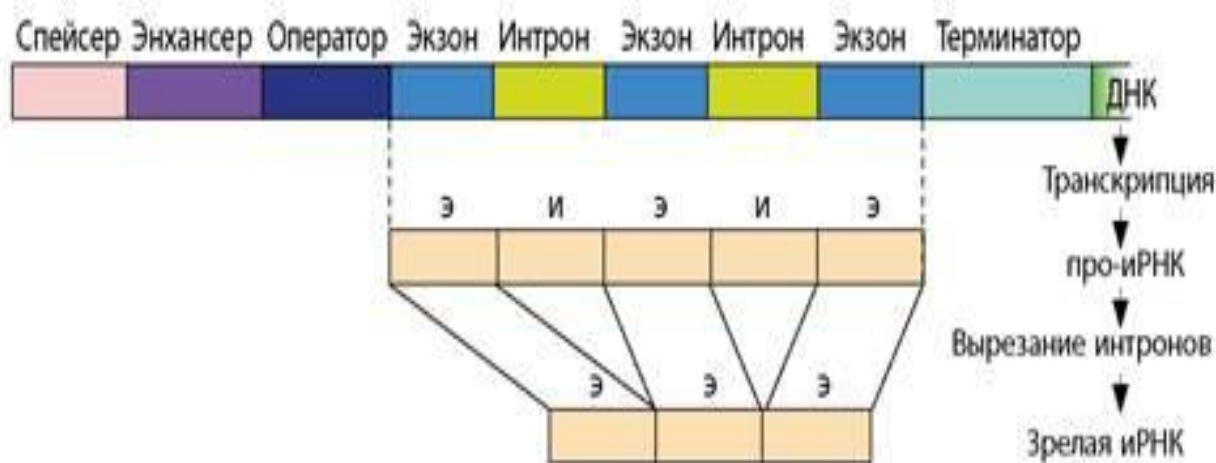 Спейсер Энхансер Оператор Экзон Интрон Экзон Интрон Экзон Терминатор
ДНК
Транскрипция
Э И Э И Э
про-иРНК
Вырезание интронов
Э Э Э
Зрелая иРНК